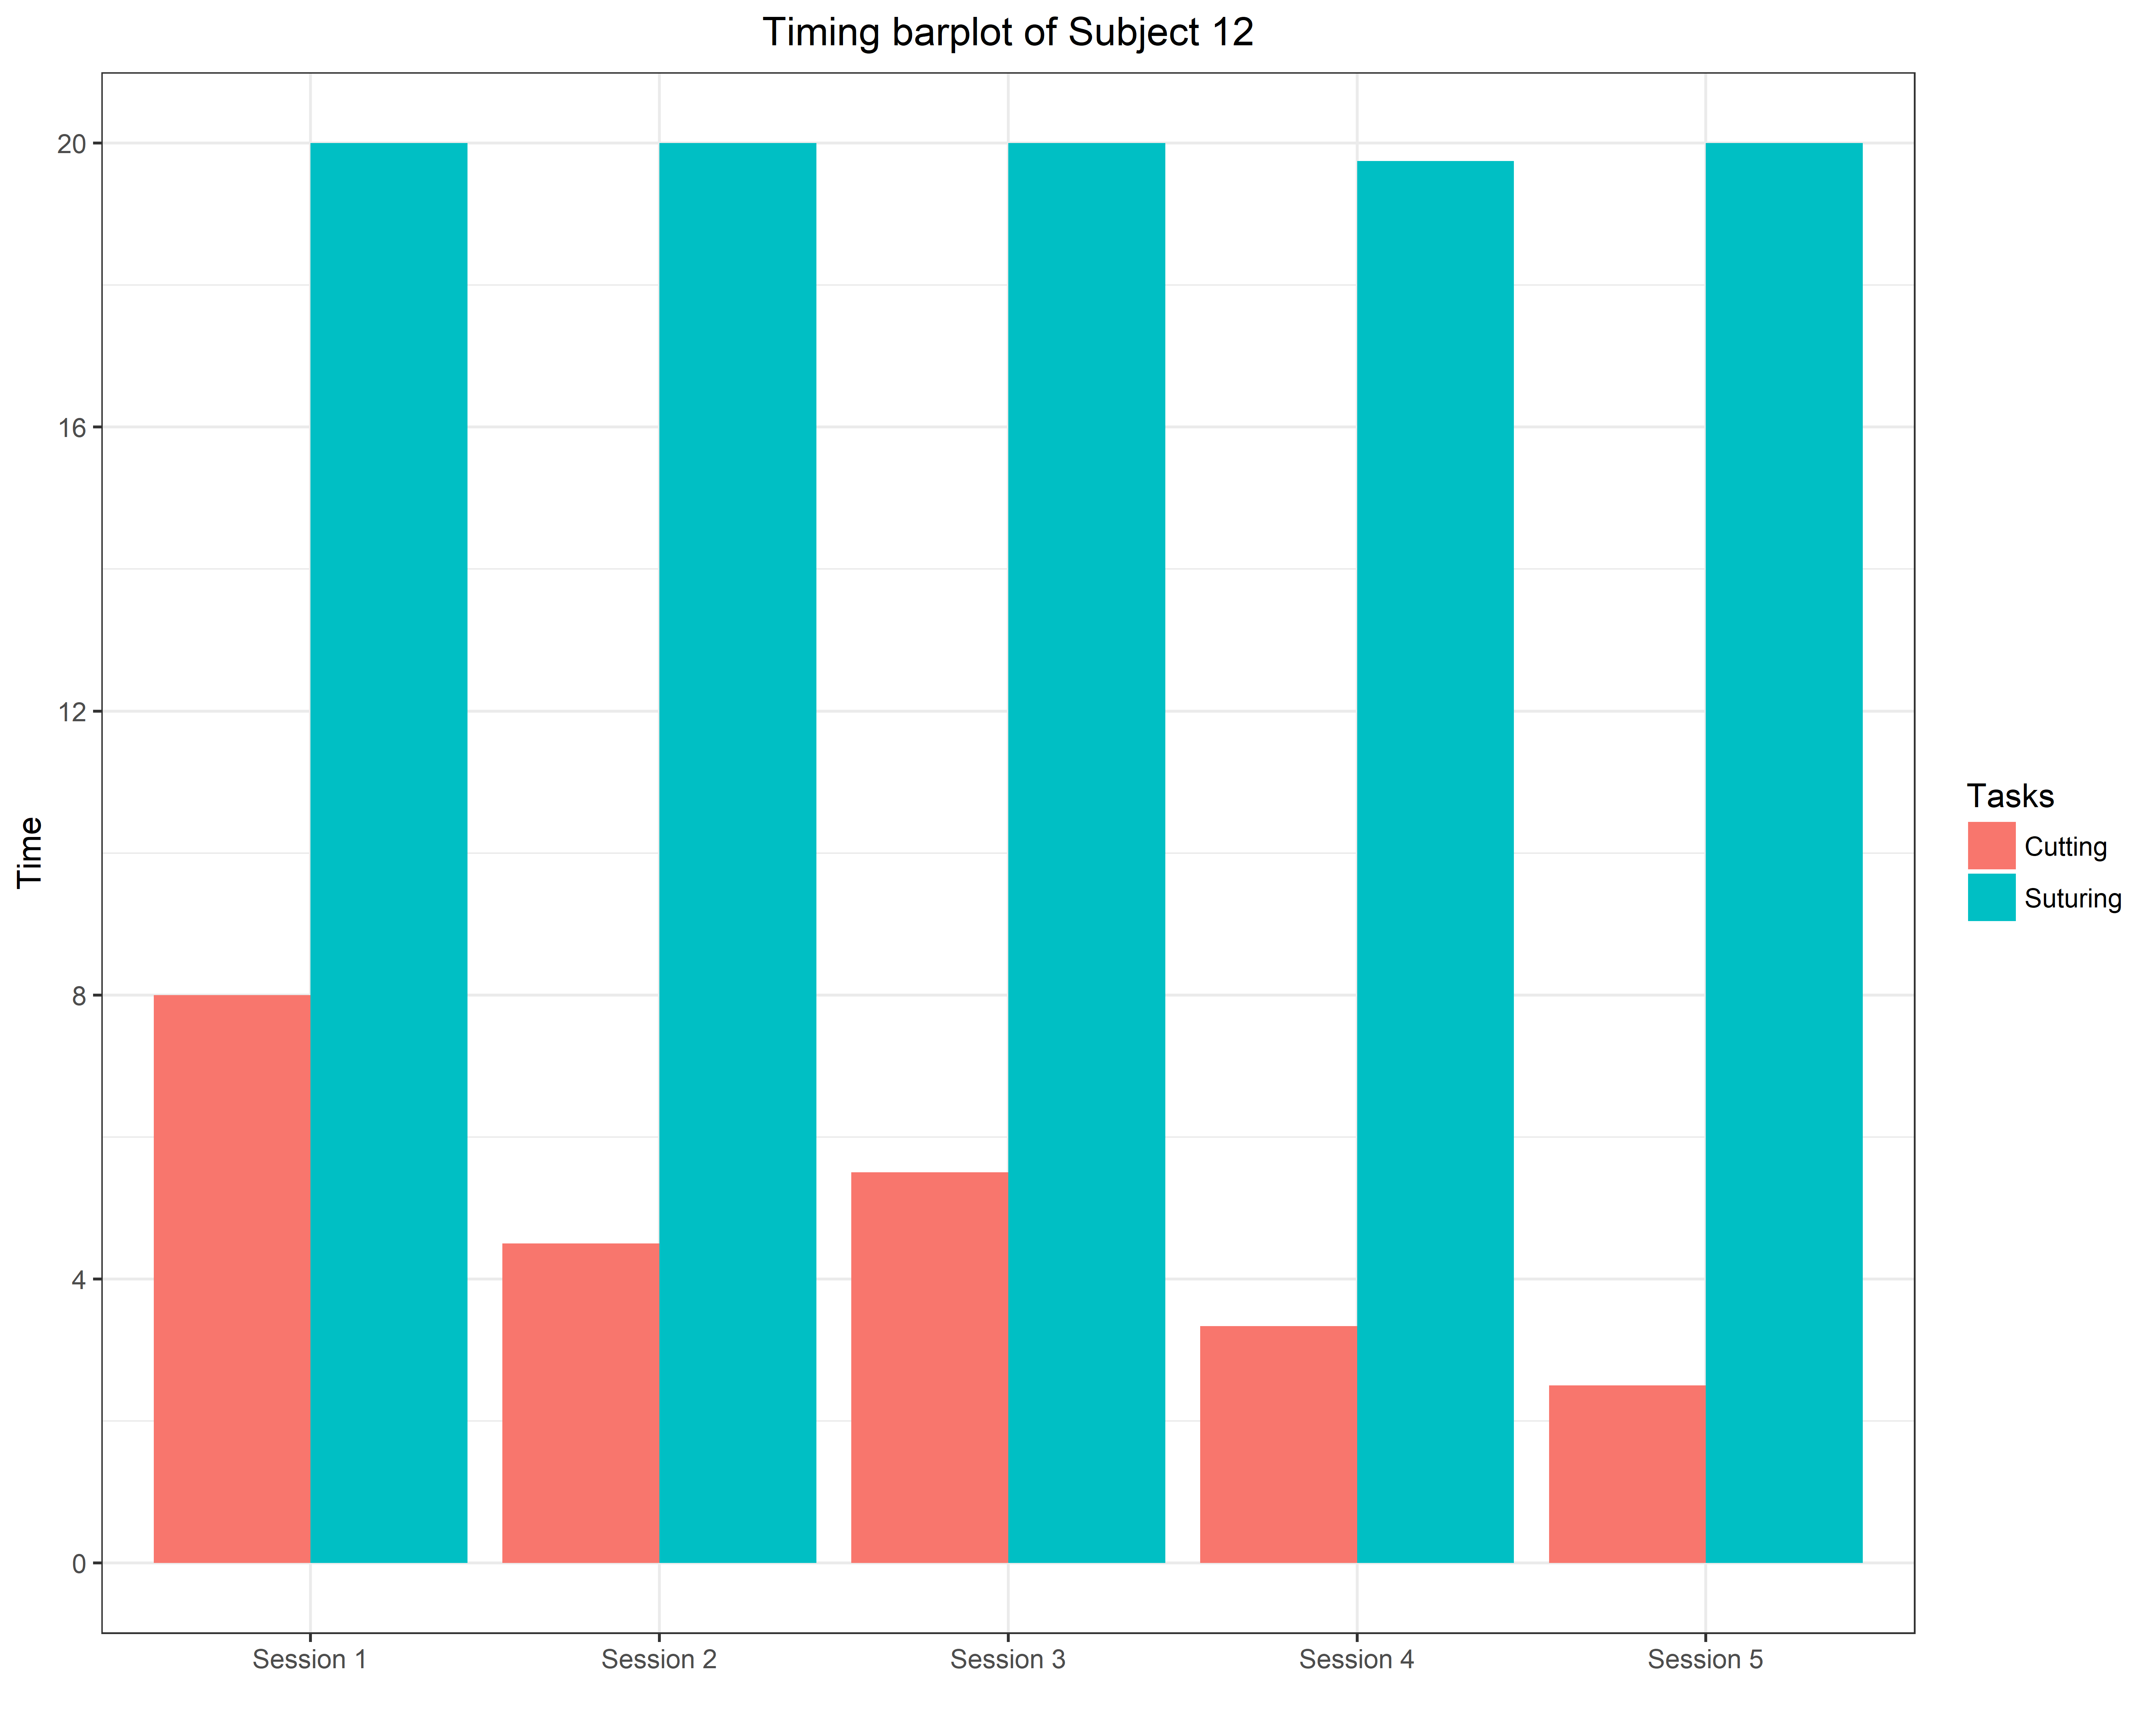 Timing barplot of Subject 12
20
16
12
8
4
0
Time
Session 1
Session 2
Session 3
Session 4
Session 5
Tasks
Cutting
Suturing